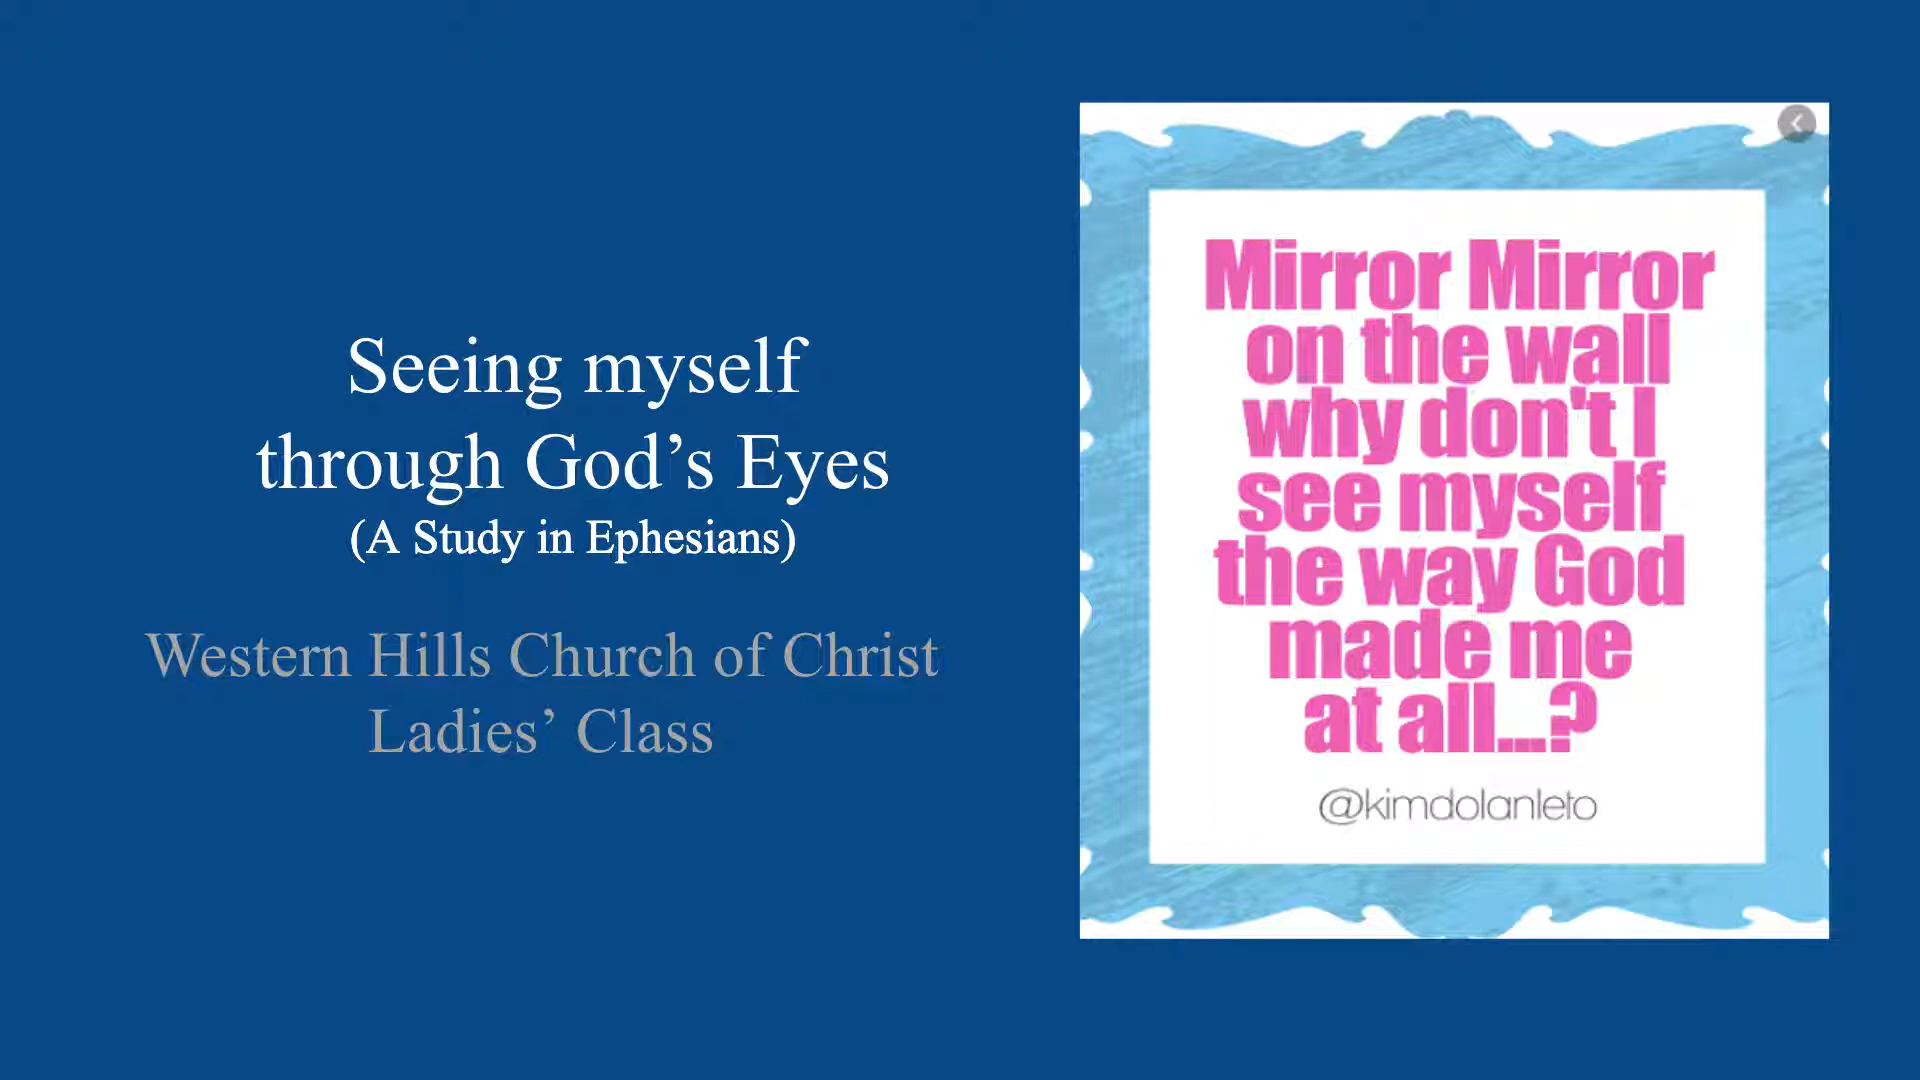 Seeing myself
through God’s Eyes
(A Study in Ephesians)
Western Hills Church of Christ
Ladies’ Class
Mirror Mirror
on the wall
why don't I
see myself
the way God
made me
at all...?
@kimdolanleto